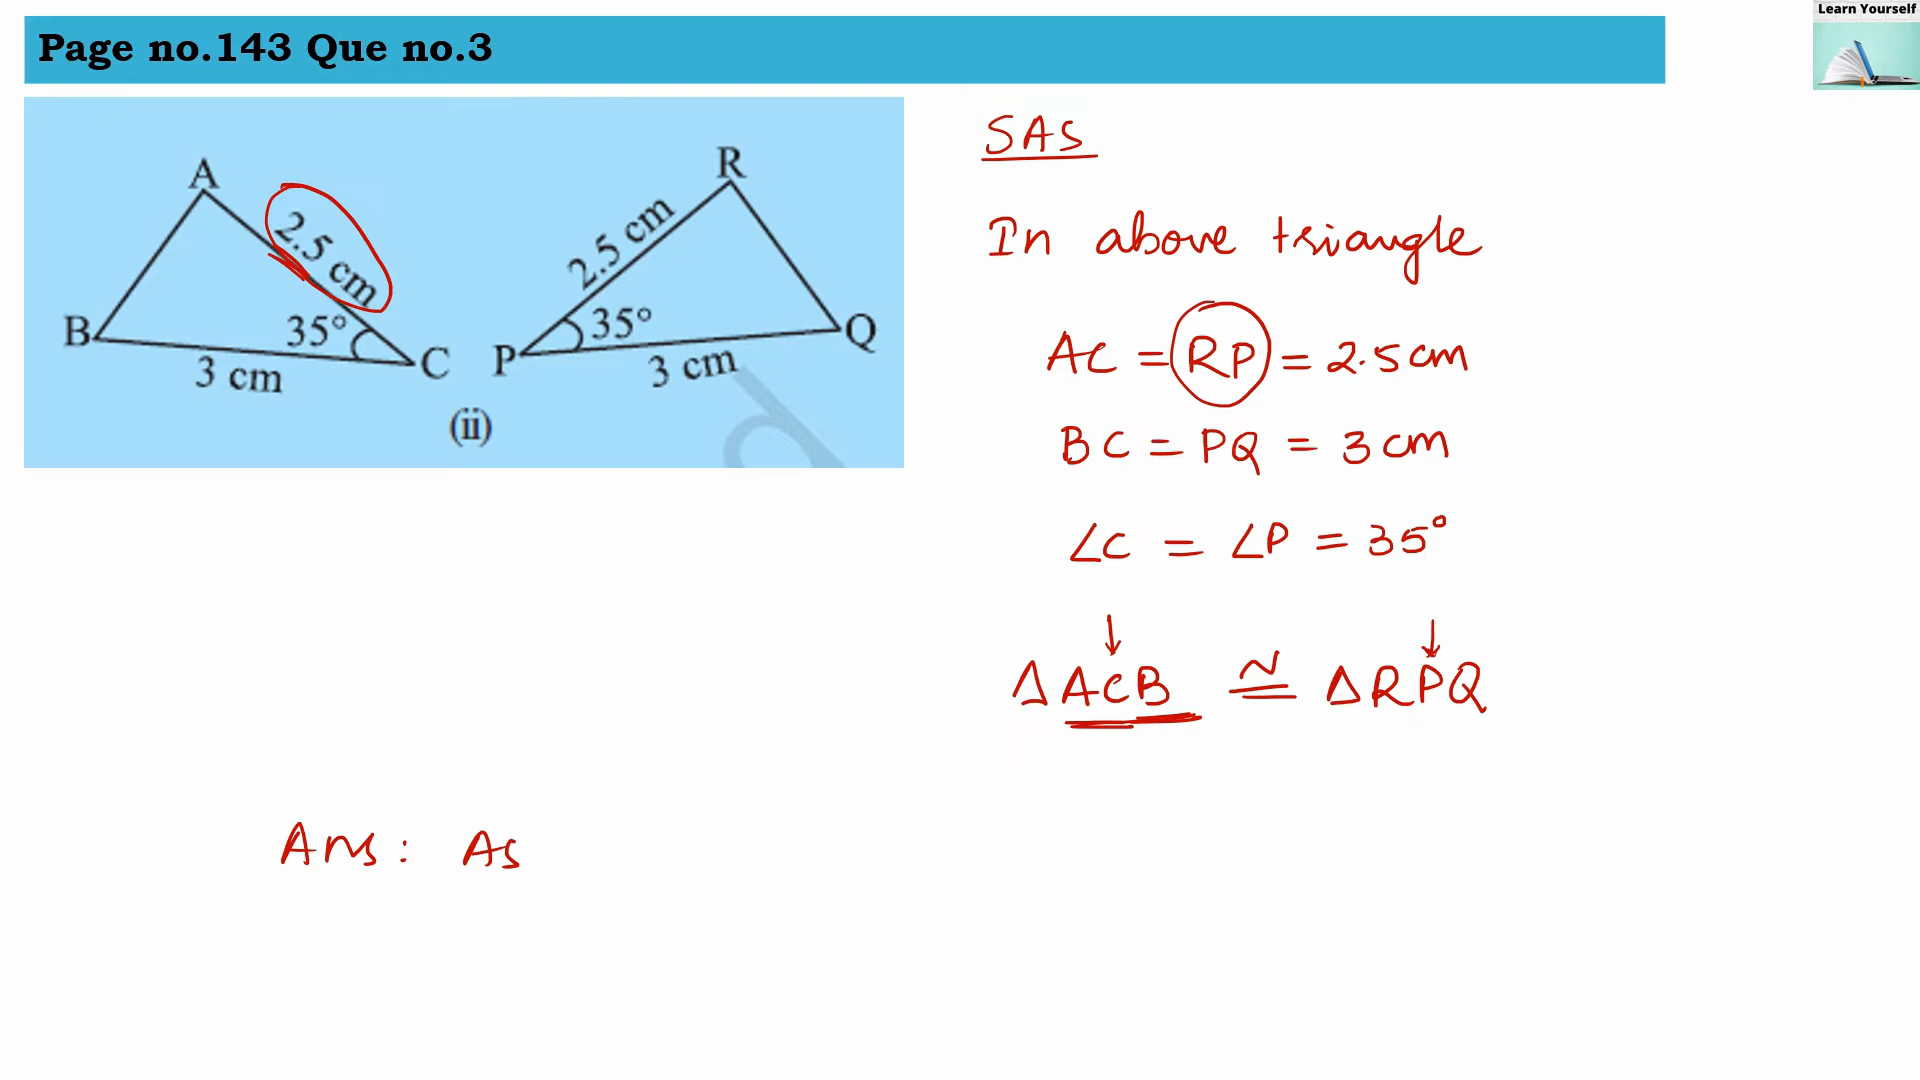 Learn Yourself
Page no.143 Que no.3
A
2.5 cm
B
35°
C
3 cm
R
2.5 cm
P
35°
Q
3 cm
(ii)
SAS
In above triangle
AC = RP = 2.5 cm
BC = PQ = 3 cm
∠C = ∠P = 35°
ΔACB ≅ ΔRPQ
Ans: As